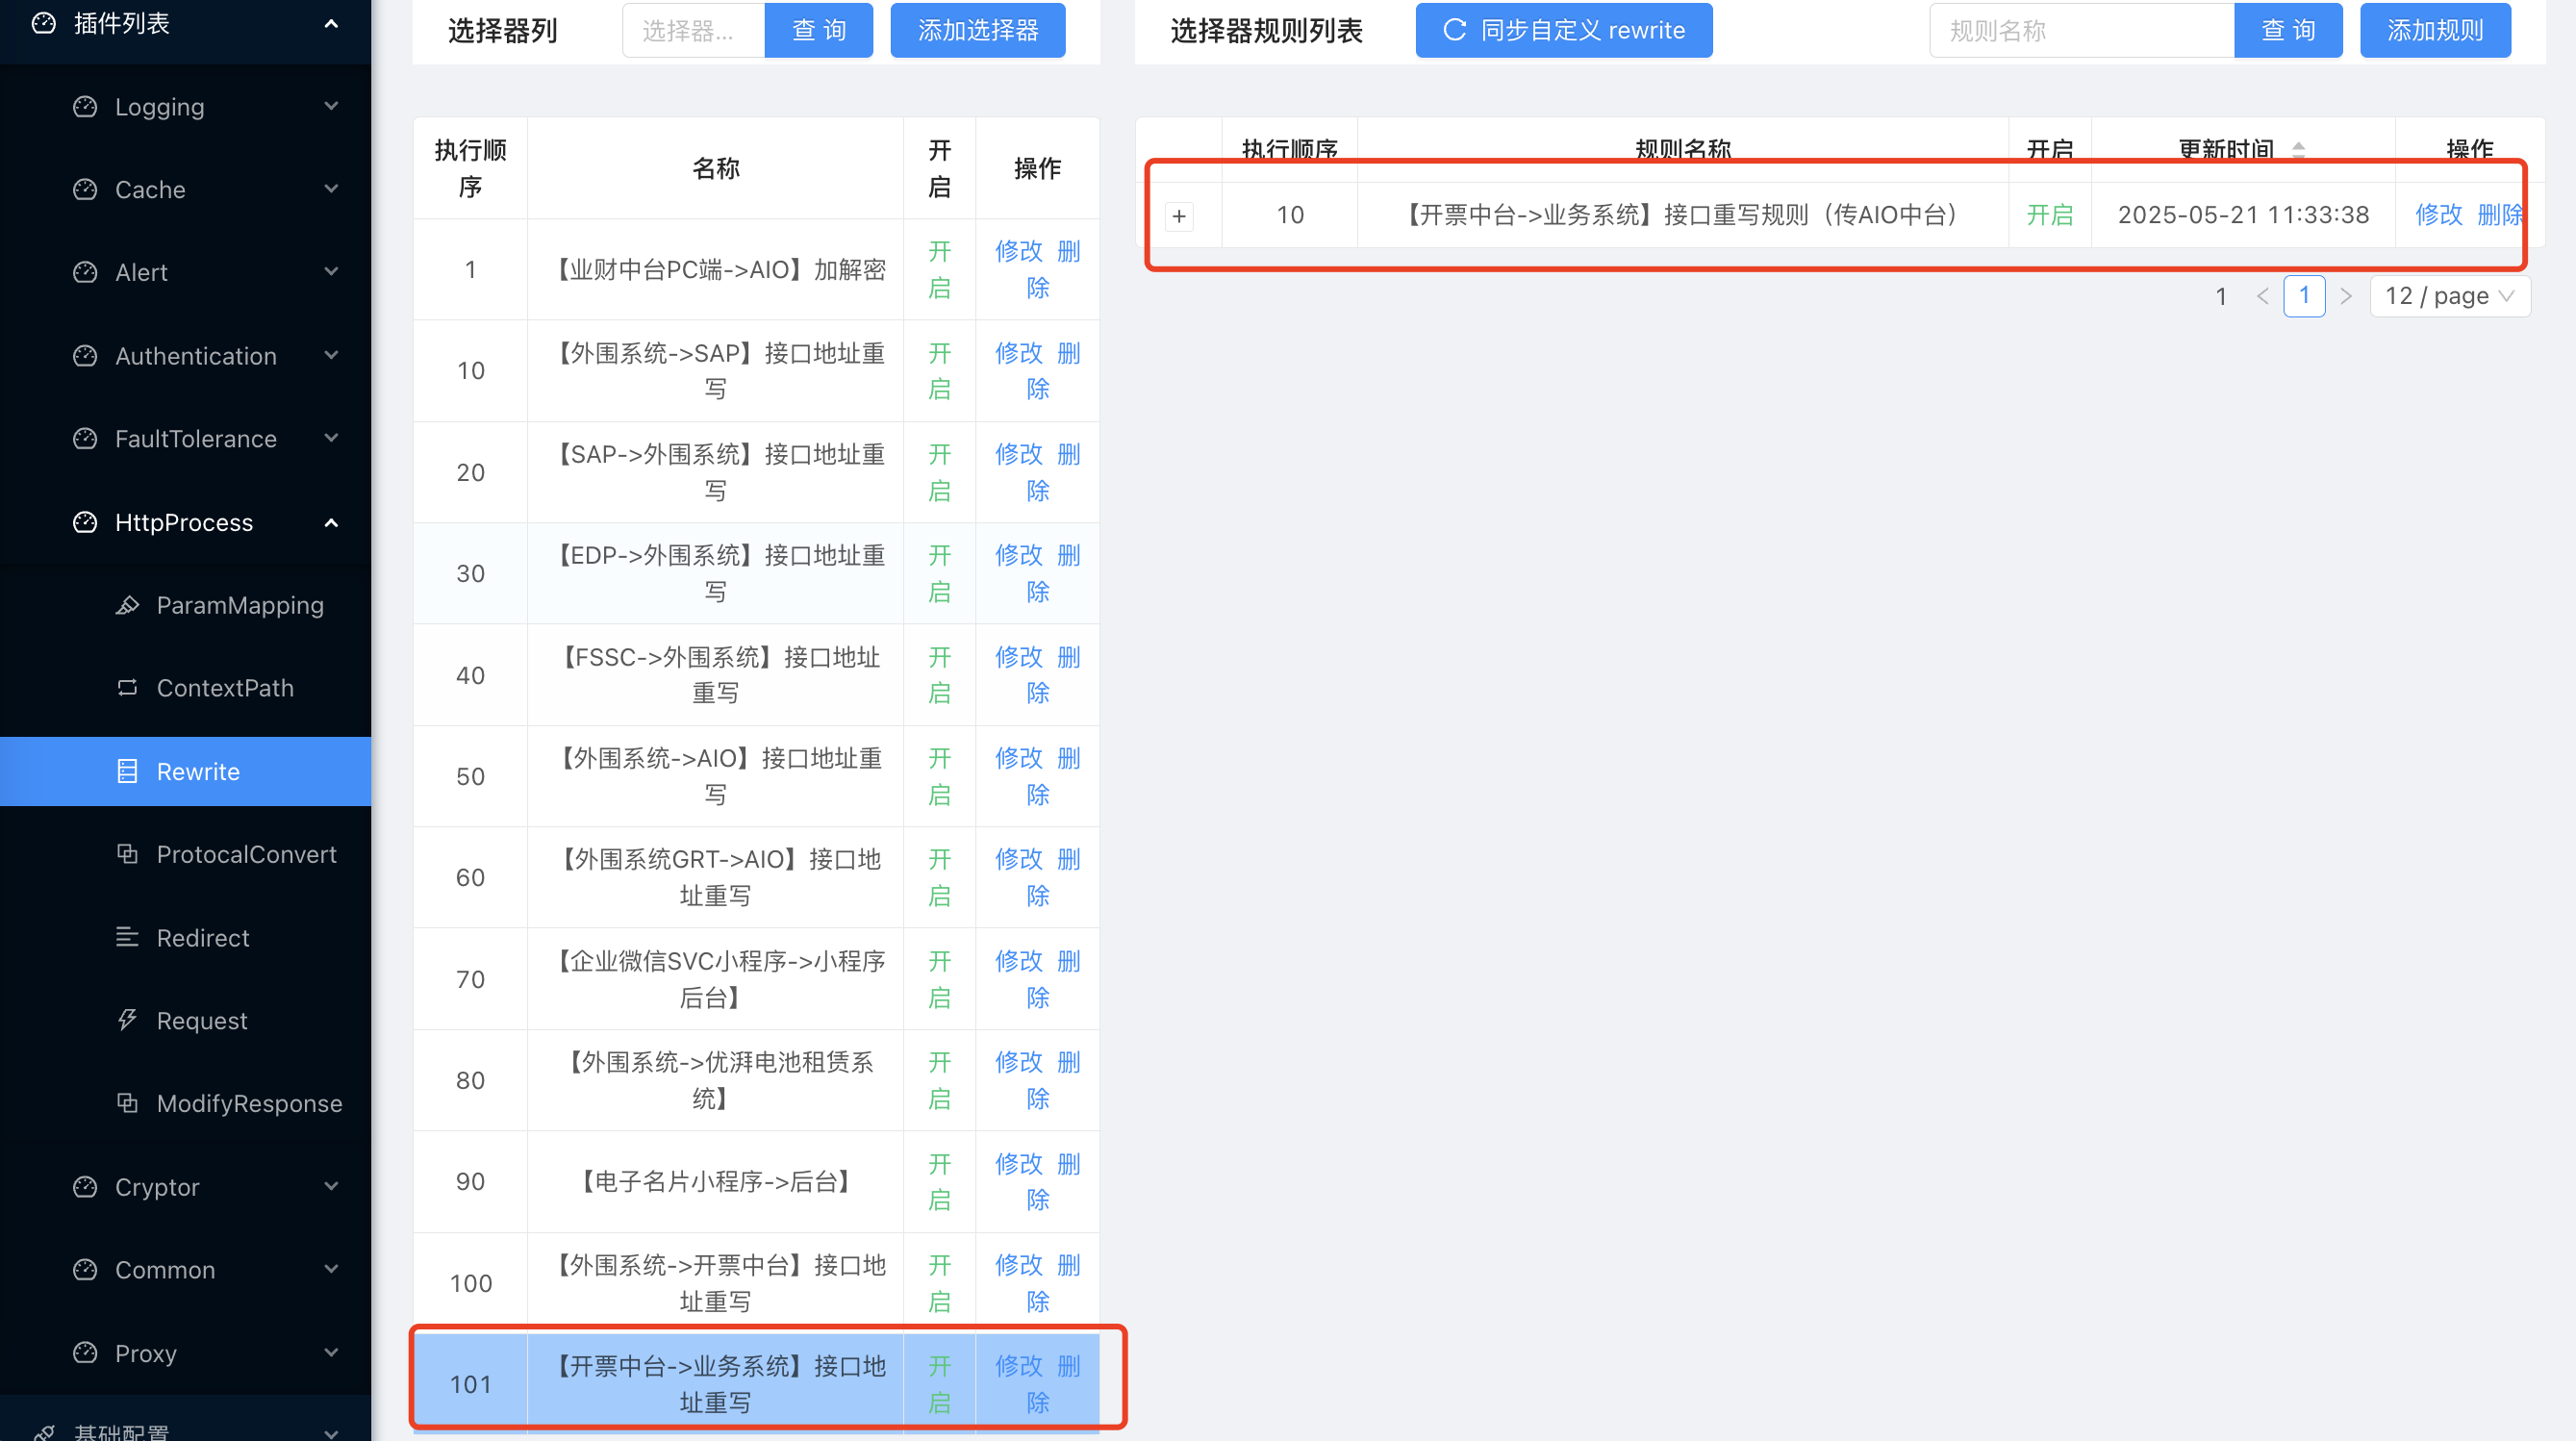 插件列表
Logging
Cache
Alert
Authentication
FaultTolerance
HttpProcess
ParamMapping
ContextPath
Rewrite
ProtocalConvert
Redirect
Request
ModifyResponse
Cryptor
Common
Proxy
基础配置
选择器列
选择器...
查 询
添加选择器
执行顺
序
名称
开
启
操作
1
【业财中台PC端->AIO】加解密
开
启
修改 删
除
10
【外围系统->SAP】接口地址重
写
开
启
修改 删
除
20
【SAP->外围系统】接口地址重
写
开
启
修改 删
除
30
【EDP->外围系统】接口地址重
写
开
启
修改 删
除
40
【FSSC->外围系统】接口地址
重写
开
启
修改 删
除
50
【外围系统->AIO】接口地址重
写
开
启
修改 删
除
60
【外围系统GRT->AIO】接口地
址重写
开
启
修改 删
除
70
【企业微信SVC小程序->小程序
后台】
开
启
修改 删
除
80
【外围系统->优湃电池租赁系
统】
开
启
修改 删
除
90
【电子名片小程序->后台】
开
启
修改 删
除
100
【外围系统->开票中台】接口地
址重写
开
启
修改 删
除
101
【开票中台->业务系统】接口地
址重写
开
启
修改 删
除
选择器规则列表
同步自定义 rewrite
规则名称
查 询
添加规则
执行顺序 规则名称 开启 更新时间 操作
+ 10 【开票中台->业务系统】接口重写规则（传AIO中台） 开启 2025-05-21 11:33:38 修改 删除
1 < 1 > 12 / page